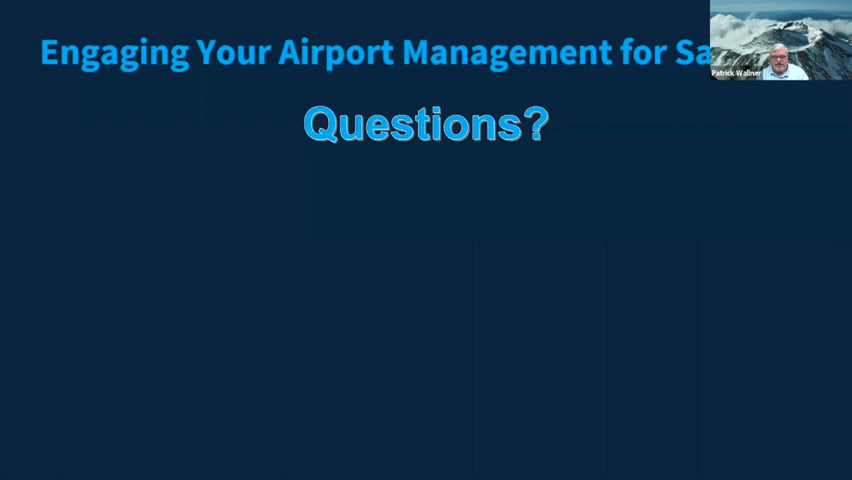 Engaging Your Airport Management for Sa
Patrick Wallner
Questions?